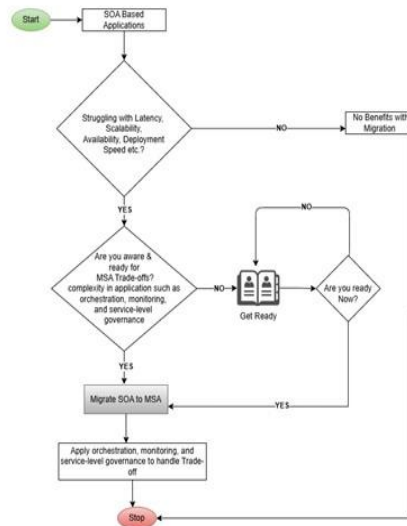 Start
SOA Based
Applications
Struggling with Latency,
Scalability,
Availability, Deployment
Speed etc.?
NO
No Benefits with
Migration
YES
Are you aware &
ready for
MSA Trade-offs?
complexity in application such as
orchestration, monitoring,
and service-level
governance
NO
Get Ready
NO
Are you ready
Now?
YES
YES
Migrate SOA to MSA
Apply orchestration, monitoring, and
service-level governance to handle Trade-
off
Stop